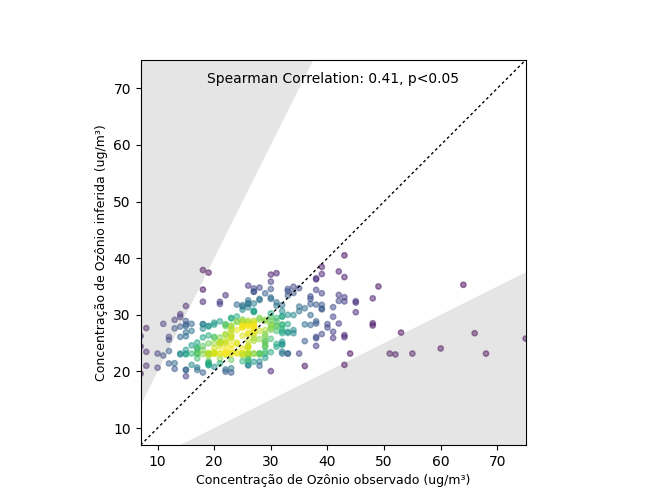 Spearman Correlation: 0.41, p<0.05
70
60
50
40
30
20
10
Concentração de Ozônio inferida (ug/m³)
10 20 30 40 50 60 70
Concentração de Ozônio observado (ug/m³)